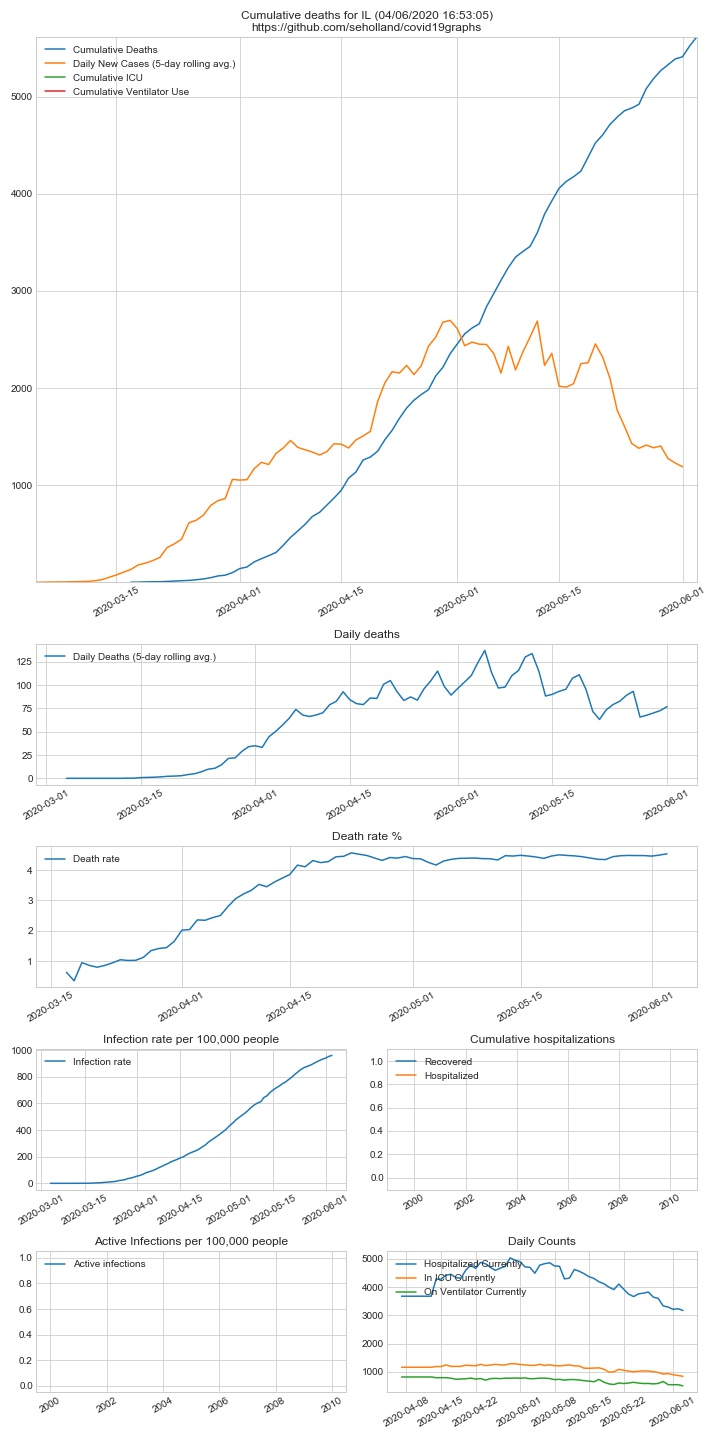 Cumulative deaths for IL (04/06/2020 16:53:05)
https://github.com/seholland/covid19graphs
Cumulative Deaths
Daily New Cases (5-day rolling avg.)
Cumulative ICU
Cumulative Ventilator Use
5000
4000
3000
2000
1000
2020-03-15 2020-04-01 2020-04-15 2020-05-01 2020-05-15 2020-06-01
Daily deaths
Daily Deaths (5-day rolling avg.)
125
100
75
50
25
0
2020-03-01 2020-03-15 2020-04-01 2020-04-15 2020-05-01 2020-05-15 2020-06-01
Death rate %
Death rate
4
3
2
1
2020-03-15 2020-04-01 2020-04-15 2020-05-01 2020-05-15 2020-06-01
Infection rate per 100,000 people
Infection rate
1000
800
600
400
200
0
2020-03-01 2020-03-15 2020-04-01 2020-04-15 2020-05-01 2020-05-15 2020-06-01
Cumulative hospitalizations
Recovered
Hospitalized
1.0
0.8
0.6
0.4
0.2
0.0
2000 2002 2004 2006 2008 2010
Active Infections per 100,000 people
Active infections
1.0
0.8
0.6
0.4
0.2
0.0
2000 2002 2004 2006 2008 2010
Daily Counts
Hospitalized Currently
In ICU Currently
On Ventilator Currently
5000
4000
3000
2000
1000
2020-04-08 2020-04-15 2020-04-22 2020-05-01 2020-05-08 2020-05-15 2020-05-22 2020-06-01